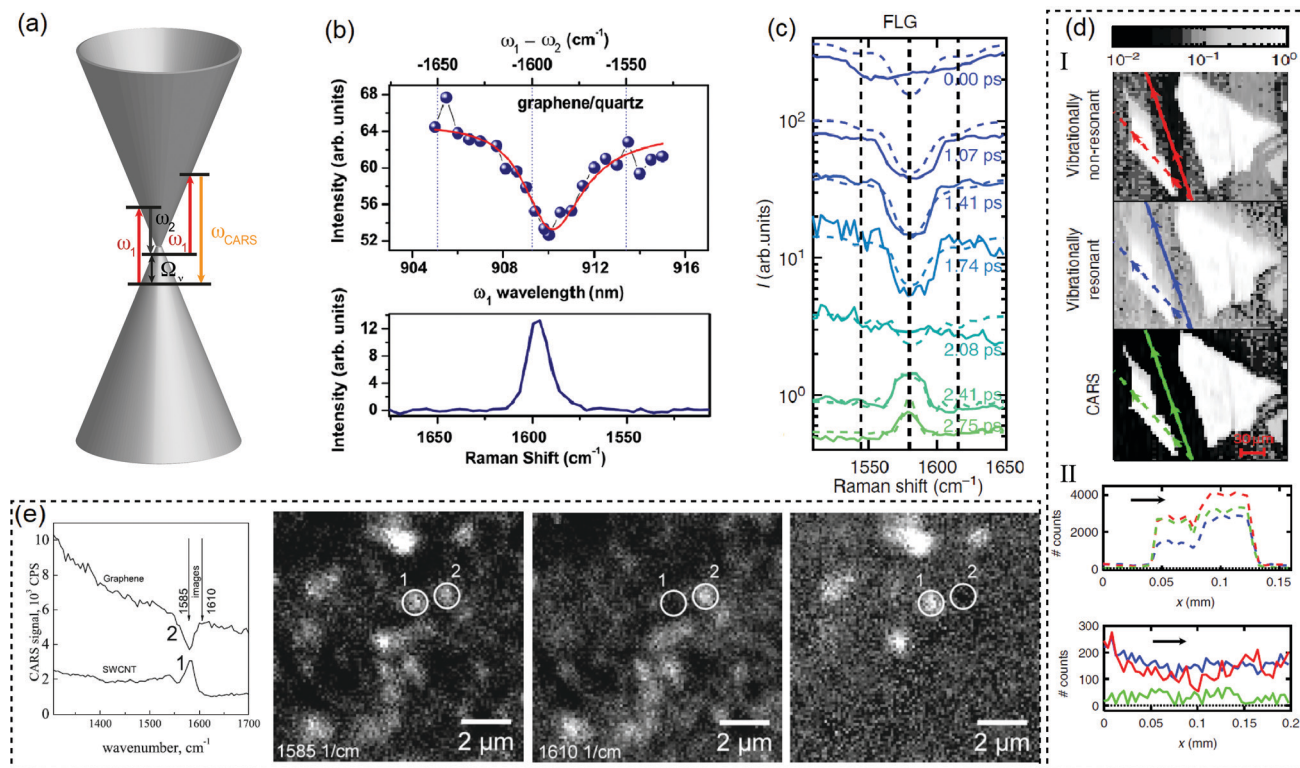 (a)
ω1
ω2
ω1
ωCARS
Ωv
(b)
ω1 − ω2 (cm−1)
-1650
-1600
-1550
graphene/quartz
Intensity (arb. units)
68
64
60
56
52
904
908
912
916
ω1 wavelength (nm)
Intensity (arb. units)
12
8
4
0
1650
1600
1550
Raman Shift (cm−1)
(c)
FLG
I (arb.units)
10²
10¹
10⁰
0.00 ps
1.07 ps
1.41 ps
1.74 ps
2.08 ps
2.41 ps
2.75 ps
1550
1600
1650
Raman shift (cm−1)
(d)
10−2
10−1
10⁰
I
Vibrationally
non-resonant
Vibrationally
resonant
CARS
30 µm
II
# counts
4000
2000
0
0
0.05
0.1
0.15
x (mm)
# counts
300
200
100
0
0
0.05
0.1
0.15
0.2
x (mm)
(e)
CARS signal, 10³ CPS
10
8
6
4
2
0
Graphene
1585
images
1610
2
SWCNT
1
1400
1500
1600
1700
wavenumber, cm−1
1
2
1585 1/cm
2 µm
1
2
1610 1/cm
2 µm
1
2
2 µm